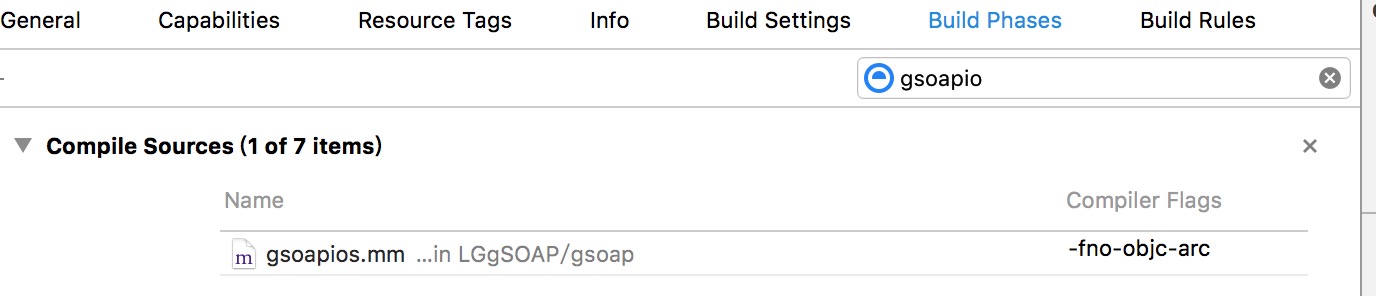 General Capabilities Resource Tags Info Build Settings Build Phases Build Rules
gsoapio
Compile Sources (1 of 7 items)
Name Compiler Flags
m gsoapios.mm ...in LGgSOAP/gsoap -fno-objc-arc